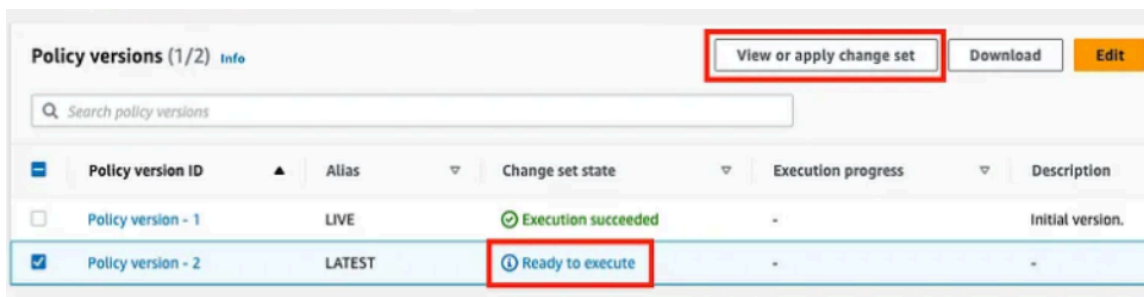 Policy versions (1/2) Info View or apply change set Download Edit
Search policy versions
Policy version ID Alias Change set state Execution progress Description
Policy version - 1 LIVE Execution succeeded - Initial version.
Policy version - 2 LATEST Ready to execute - -